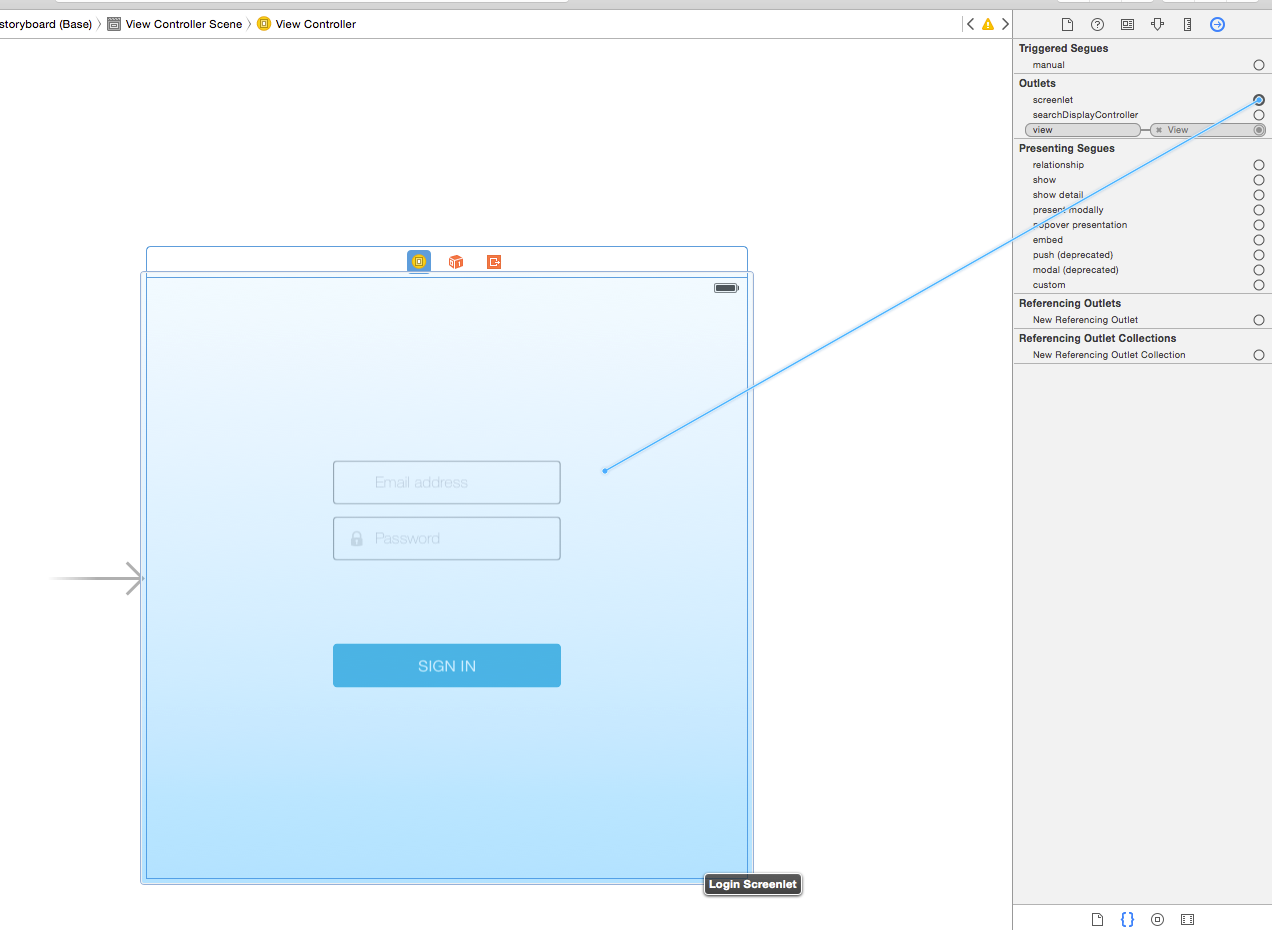 storyboard (Base) 〉 View Controller Scene 〉 View Controller
Triggered Segues
manual
Outlets
screenlet
searchDisplayController
view View
Presenting Segues
relationship
show
show detail
present modally
popover presentation
embed
push (deprecated)
modal (deprecated)
custom
Referencing Outlets
New Referencing Outlet
Referencing Outlet Collections
New Referencing Outlet Collection
Email address
Password
SIGN IN
Login Screenlet
{ }